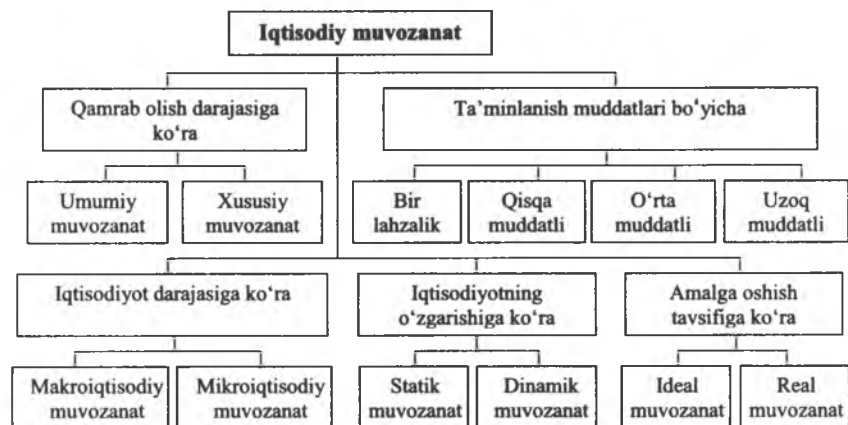 Iqtisodiy muvozanat
Qamrab olish darajasiga
ko‘ra
Ta’minlanish muddatlari bo‘yicha
Umumiy
muvozanat
Xususiy
muvozanat
Bir
lahzalik
Qisqa
muddatli
O‘rta
muddatli
Uzoq
muddatli
Iqtisodiyot darajasiga ko‘ra
Iqtisodiyotning
o‘zgarishiga ko‘ra
Amalga oshish
tavsifiga ko‘ra
Makroiqtisodiy
muvozanat
Mikroiqtisodiy
muvozanat
Statik
muvozanat
Dinamik
muvozanat
Ideal
muvozanat
Real
muvozanat